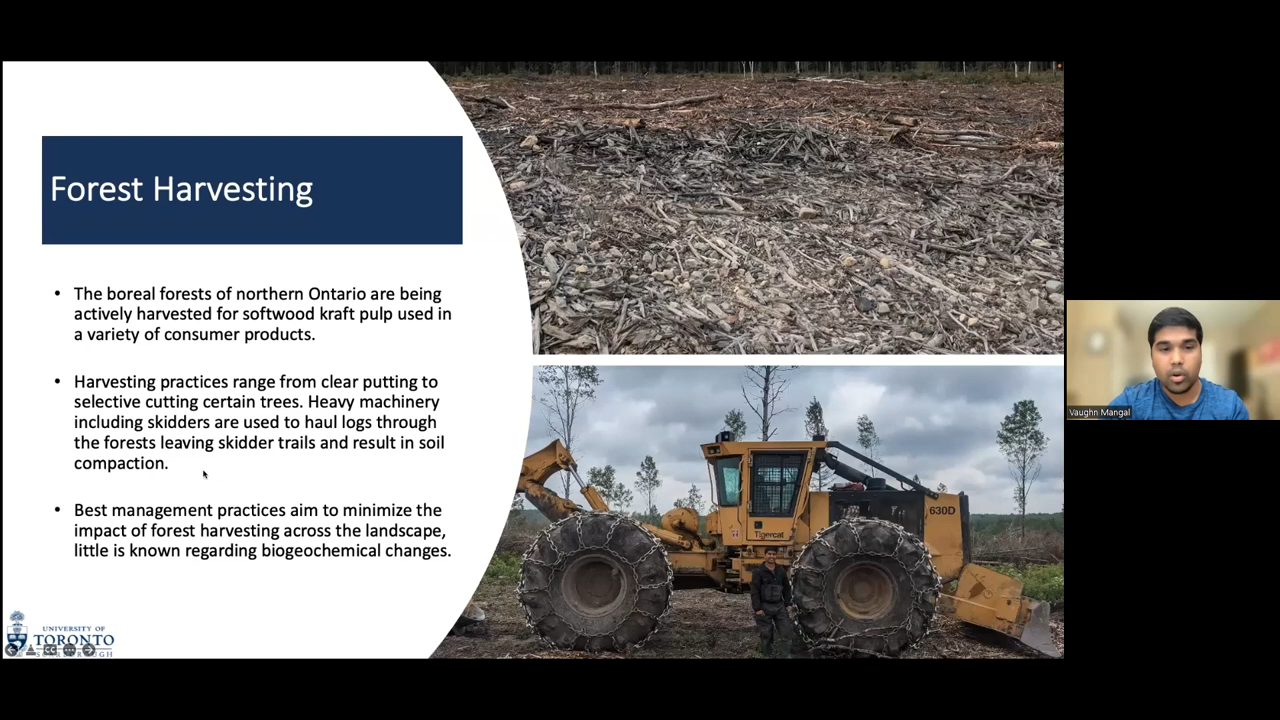 Forest Harvesting
• The boreal forests of northern Ontario are being
actively harvested for softwood kraft pulp used in
a variety of consumer products.
• Harvesting practices range from clear putting to
selective cutting certain trees. Heavy machinery
including skidders are used to haul logs through
the forests leaving skidder trails and result in soil
compaction.
• Best management practices aim to minimize the
impact of forest harvesting across the landscape,
little is known regarding biogeochemical changes.
UNIVERSITY OF
TORONTO
SCARBOROUGH
CC
630D
Tigercat
Vaughn Mangal